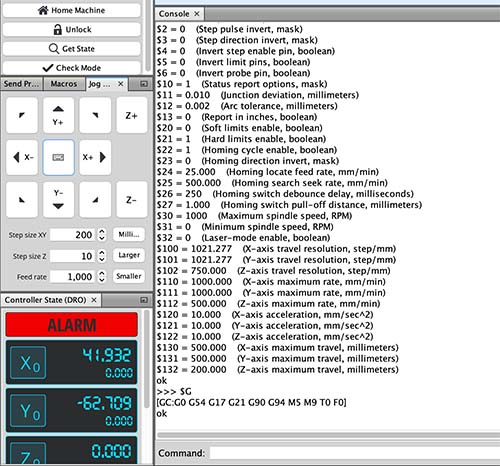 Home Machine
Unlock
Get State
Check Mode
Send Pr...
Macros
Jog ...
Y+
Z+
X-
X+
Y-
Z-
Step size XY 200 Milli...
Step size Z 10 Larger
Feed rate 1,000 Smaller
Controller State (DRO)
ALARM
X0 41.932
0.000
Y0 -62.709
0.000
Z0 0.000
Console
$2 = 0 (Step pulse invert, mask)
$3 = 0 (Step direction invert, mask)
$4 = 0 (Invert step enable pin, boolean)
$5 = 0 (Invert limit pins, boolean)
$6 = 0 (Invert probe pin, boolean)
$10 = 1 (Status report options, mask)
$11 = 0.010 (Junction deviation, millimeters)
$12 = 0.002 (Arc tolerance, millimeters)
$13 = 0 (Report in inches, boolean)
$20 = 0 (Soft limits enable, boolean)
$21 = 1 (Hard limits enable, boolean)
$22 = 1 (Homing cycle enable, boolean)
$23 = 0 (Homing direction invert, mask)
$24 = 25.000 (Homing locate feed rate, mm/min)
$25 = 500.000 (Homing search seek rate, mm/min)
$26 = 250 (Homing switch debounce delay, milliseconds)
$27 = 1.000 (Homing switch pull-off distance, millimeters)
$30 = 1000 (Maximum spindle speed, RPM)
$31 = 0 (Minimum spindle speed, RPM)
$32 = 0 (Laser-mode enable, boolean)
$100 = 1021.277 (X-axis travel resolution, step/mm)
$101 = 1021.277 (Y-axis travel resolution, step/mm)
$102 = 750.000 (Z-axis travel resolution, step/mm)
$110 = 1000.000 (X-axis maximum rate, mm/min)
$111 = 1000.000 (Y-axis maximum rate, mm/min)
$112 = 500.000 (Z-axis maximum rate, mm/min)
$120 = 10.000 (X-axis acceleration, mm/sec^2)
$121 = 10.000 (Y-axis acceleration, mm/sec^2)
$122 = 10.000 (Z-axis acceleration, mm/sec^2)
$130 = 500.000 (X-axis maximum travel, millimeters)
$131 = 500.000 (Y-axis maximum travel, millimeters)
$132 = 200.000 (Z-axis maximum travel, millimeters)
ok
>>> $G
[GC:G0 G54 G17 G21 G90 G94 M5 M9 T0 F0]
ok
Command: